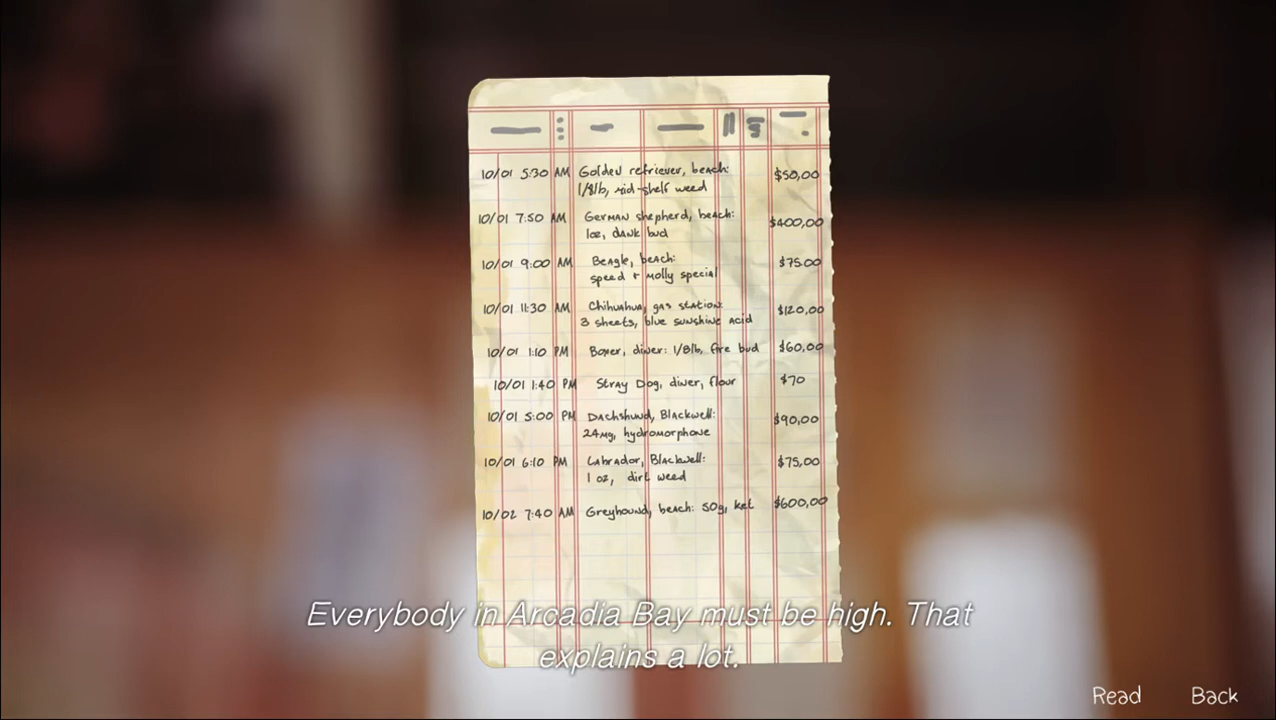 10/01 5:30 AM Golden retriever, beach: $50,00
1/8lb, mid-shelf weed
10/01 7:50 AM German shepherd, beach: $400,00
1oz, dank bud
10/01 9:00 AM Beagle, beach: $75.00
speed + molly special
10/01 11:30 AM Chihuahua, gas station: $120,00
3 sheets, blue sunshine acid
10/01 1:10 PM Boxer, diner: 1/8lb, fire bud $60,00
10/01 1:40 PM Stray Dog, diner, flour $70
10/01 5:00 PM Dachshund, Blackwell: $90,00
24mg, hydromorphone
10/01 6:10 PM Labrador, Blackwell: $75,00
1 oz, dirt weed
10/02 7:40 AM Greyhound, beach: 50g, ket $600,00
Everybody in Arcadia Bay must be high. That
explains a lot.
Read Back